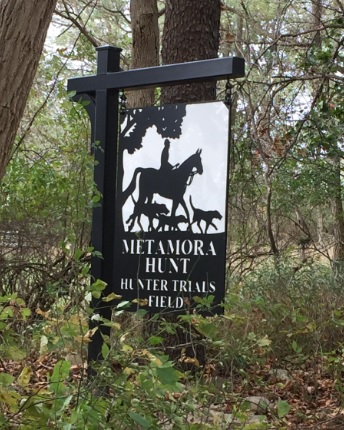 METAMORA
HUNT
HUNTER TRIALS
FIELD